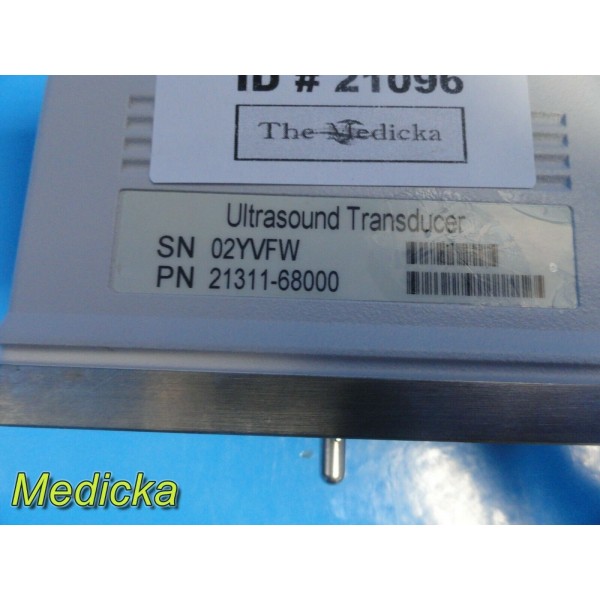 ID # 21096
The Medicka
Ultrasound Transducer
SN 02YVFW
PN 21311-68000
Medicka